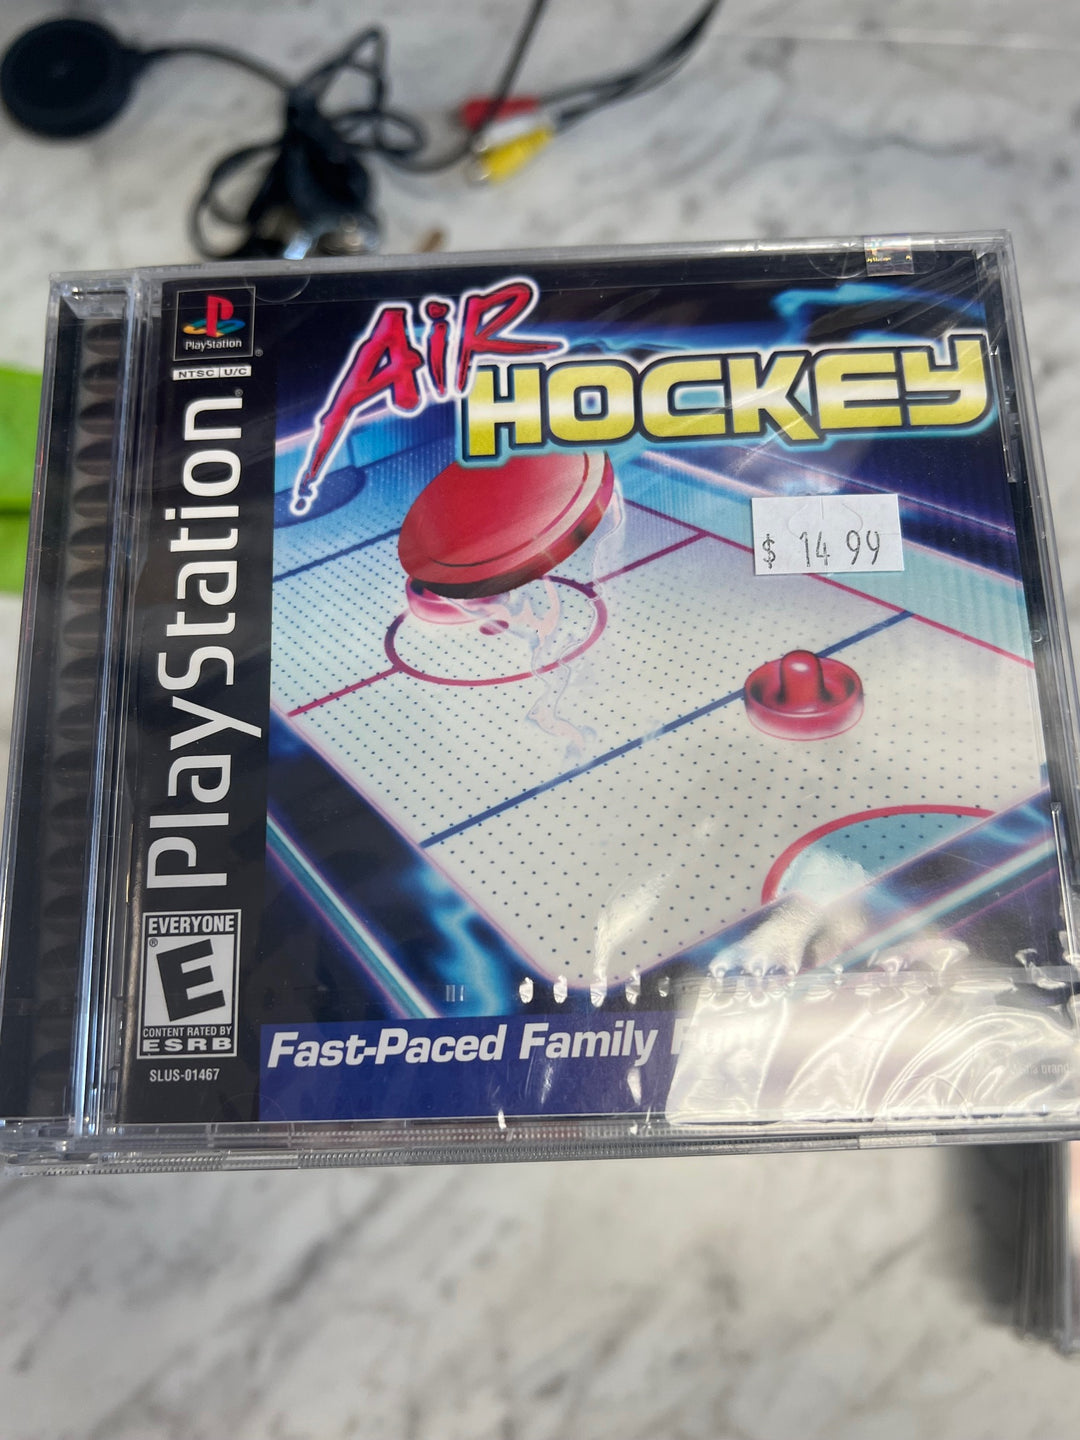 PlayStation
NTSC U/C
PlayStation
AiR
HOCKEY
$ 14 99
EVERYONE
E
CONTENT RATED BY
ESRB
SLUS-01467
Fast-Paced Family